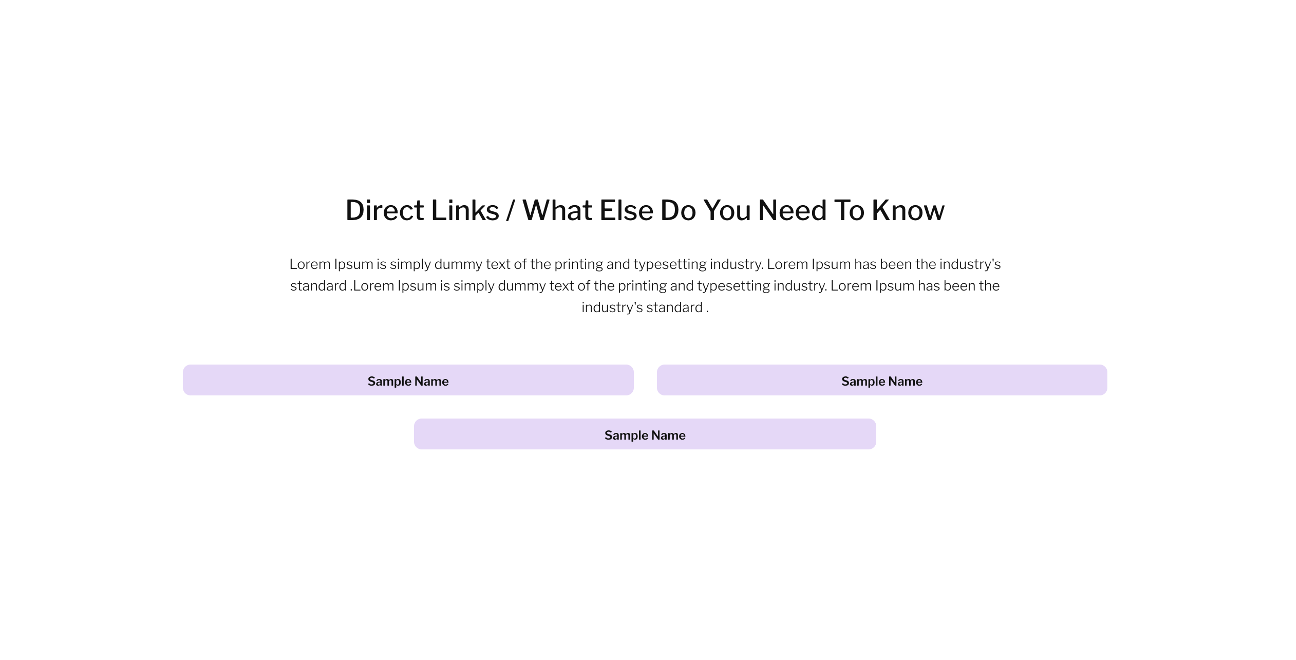 Direct Links / What Else Do You Need To Know
Lorem Ipsum is simply dummy text of the printing and typesetting industry. Lorem Ipsum has been the industry's
standard .Lorem Ipsum is simply dummy text of the printing and typesetting industry. Lorem Ipsum has been the
industry's standard .
Sample Name
Sample Name
Sample Name